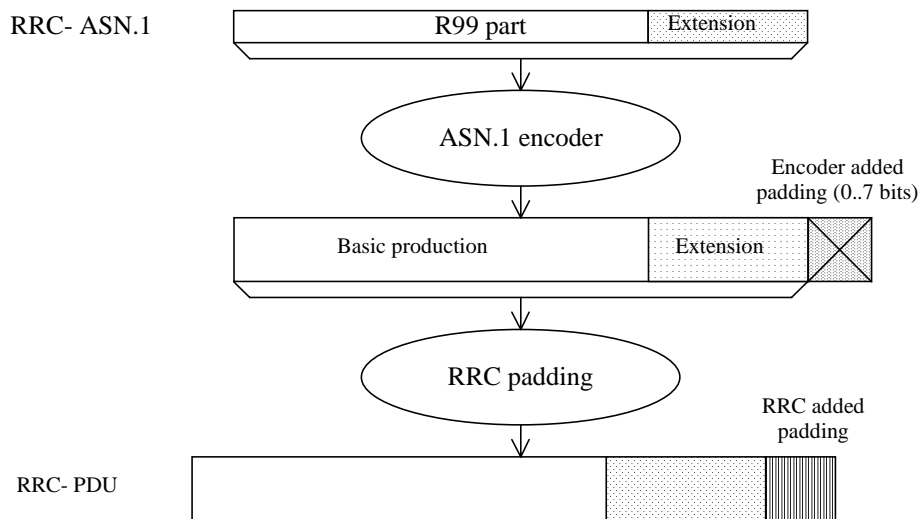 RRC- ASN.1
R99 part
Extension
ASN.1 encoder
Encoder added
padding (0..7 bits)
Basic production
Extension
RRC padding
RRC added
padding
RRC- PDU